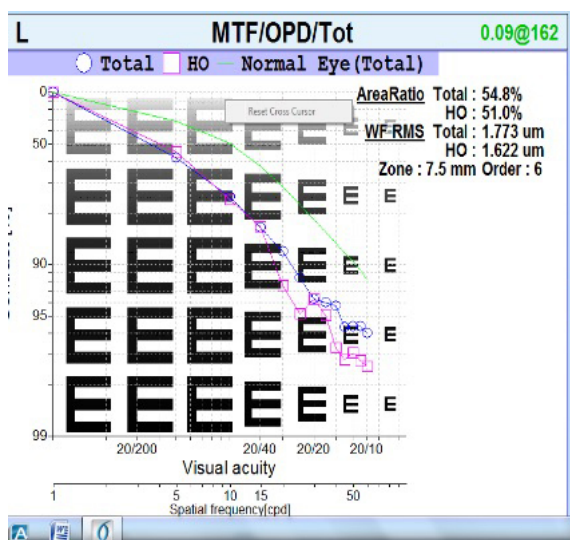 L MTF/OPD/Tot 0.09@162
Total HO Normal Eye(Total)
AreaRatio Total : 54.8%
HO : 51.0%
WF-RMS Total : 1.773 um
HO : 1.622 um
Zone : 7.5 mm Order : 6
Reset Cross Cursor
0
50
90
95
99
E E E E E E E
E E E E E E E
E E E E E E E
E E E E E E E
E E E E E E E
20/200 20/40 20/20 20/10
Visual acuity
1 5 10 15 50
Spatial frequency[cpd]
A W